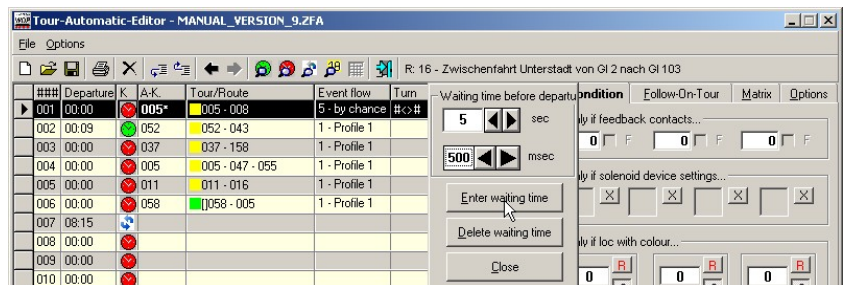 Tour-Automatic-Editor - MANUAL_VERSION_9.ZFA
File Options
R: 16 - Zwischenfahrt Unterstadt von Gl 2 nach Gl 103
### Departure K A.-K. Tour/Route Event flow Turn
001 00:00 005* 005 - 008 5 - by chance #<>#
002 00:09 052 052 - 043 1 - Profile 1
003 00:00 037 037 - 158 1 - Profile 1
004 00:00 005 005 - 047 - 055 1 - Profile 1
005 00:00 011 011 - 016 1 - Profile 1
006 00:00 058 []058 - 005 1 - Profile 1
007 08:15
008 00:00
009 00:00
010 00:00
Waiting time before departu
5 sec
500 msec
Enter waiting time
Delete waiting time
Close
ondition Follow-On-Tour Matrix Options
nly if feedback contacts...
0 F 0 F 0 F
nly if solenoid device settings...
X X X X
nly if loc with colour...
R R R
0 0 0